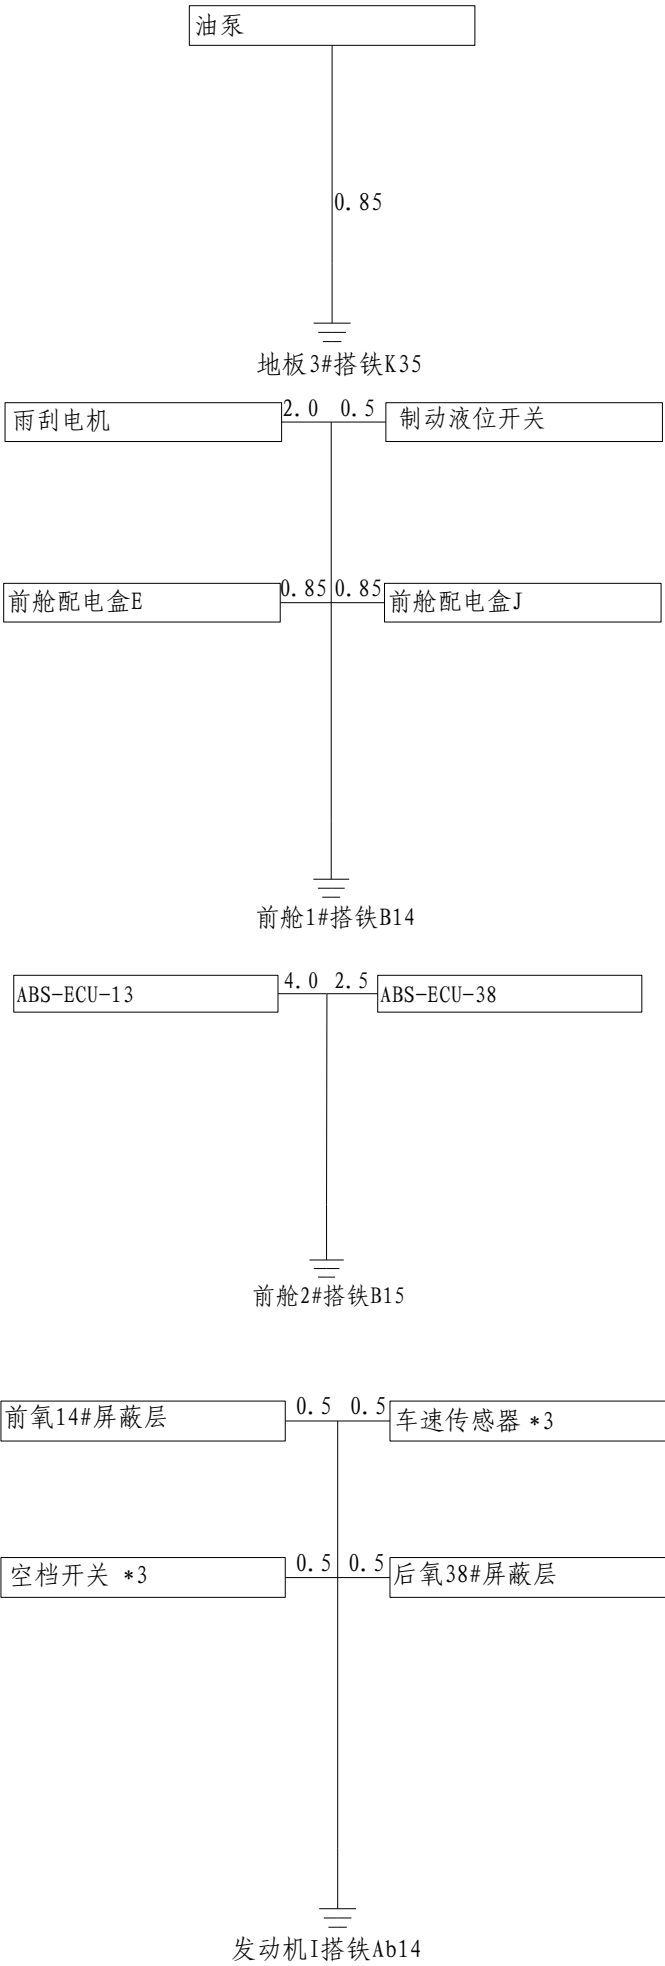 油泵
0.85
地板3#搭铁K35
雨刮电机 2.0 0.5 制动液位开关
前舱配电盒E 0.85 0.85 前舱配电盒J
前舱1#搭铁B14
ABS-ECU-13 4.0 2.5 ABS-ECU-38
前舱2#搭铁B15
前氧14#屏蔽层 0.5 0.5 车速传感器 *3
空档开关 *3 0.5 0.5 后氧38#屏蔽层
发动机I搭铁Ab14